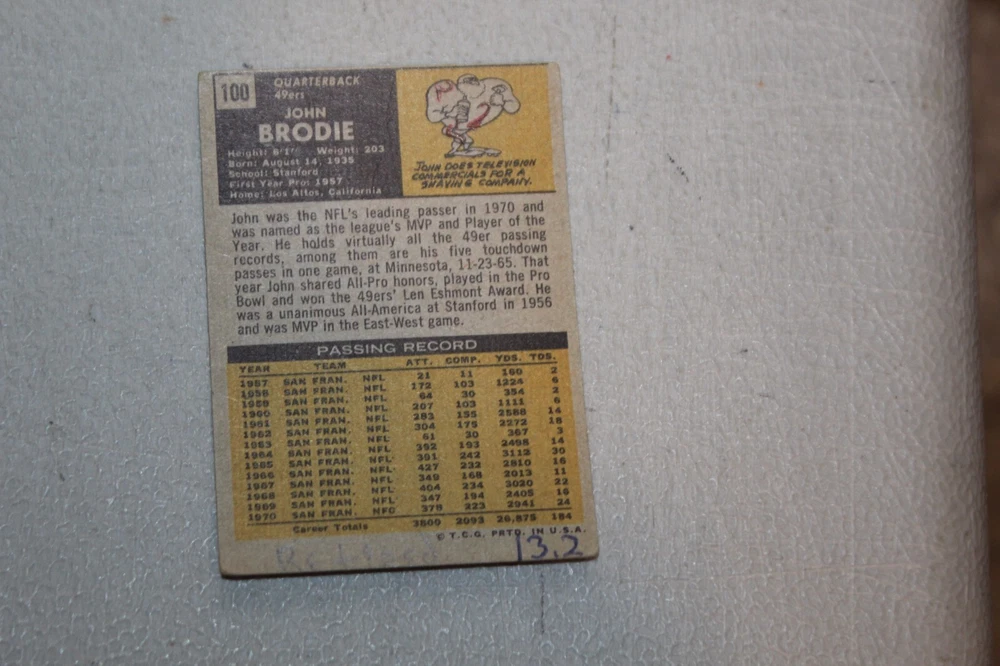 100
QUARTERBACK
49ers
JOHN
BRODIE
Height: 6'1" Weight: 203
Born: August 14, 1935
School: Stanford
First Year Pro: 1957
Home: Los Altos, California
JOHN DOES TELEVISION
COMMERCIALS FOR A
SHAVING COMPANY.
John was the NFL's leading passer in 1970 and
was named as the league's MVP and Player of the
Year. He holds virtually all the 49er passing
records, among them are his five touchdown
passes in one game, at Minnesota, 11-23-65. That
year John shared All-Pro honors, played in the Pro
Bowl and won the 49ers' Len Eshmont Award. He
was a unanimous All-America at Stanford in 1956
and was MVP in the East-West game.
PASSING RECORD
YEAR TEAM ATT. COMP. YDS. TDS.
1957 SAN FRAN. NFL 21 11 160 2
1958 SAN FRAN. NFL 172 103 1224 6
1959 SAN FRAN. NFL 64 30 354 2
1960 SAN FRAN. NFL 207 103 1111 6
1961 SAN FRAN. NFL 283 155 2588 14
1962 SAN FRAN. NFL 304 175 2272 18
1963 SAN FRAN. NFL 61 30 367 3
1964 SAN FRAN. NFL 392 193 2498 14
1965 SAN FRAN. NFL 391 242 3112 30
1966 SAN FRAN. NFL 427 232 2810 16
1967 SAN FRAN. NFL 349 168 2013 11
1968 SAN FRAN. NFL 404 234 3020 22
1969 SAN FRAN. NFL 347 194 2405 16
1970 SAN FRAN. NFC 378 223 2941 24
Career Totals 3800 2093 26,875 184
© T.C.G. PRTD. IN U.S.A.
13.2